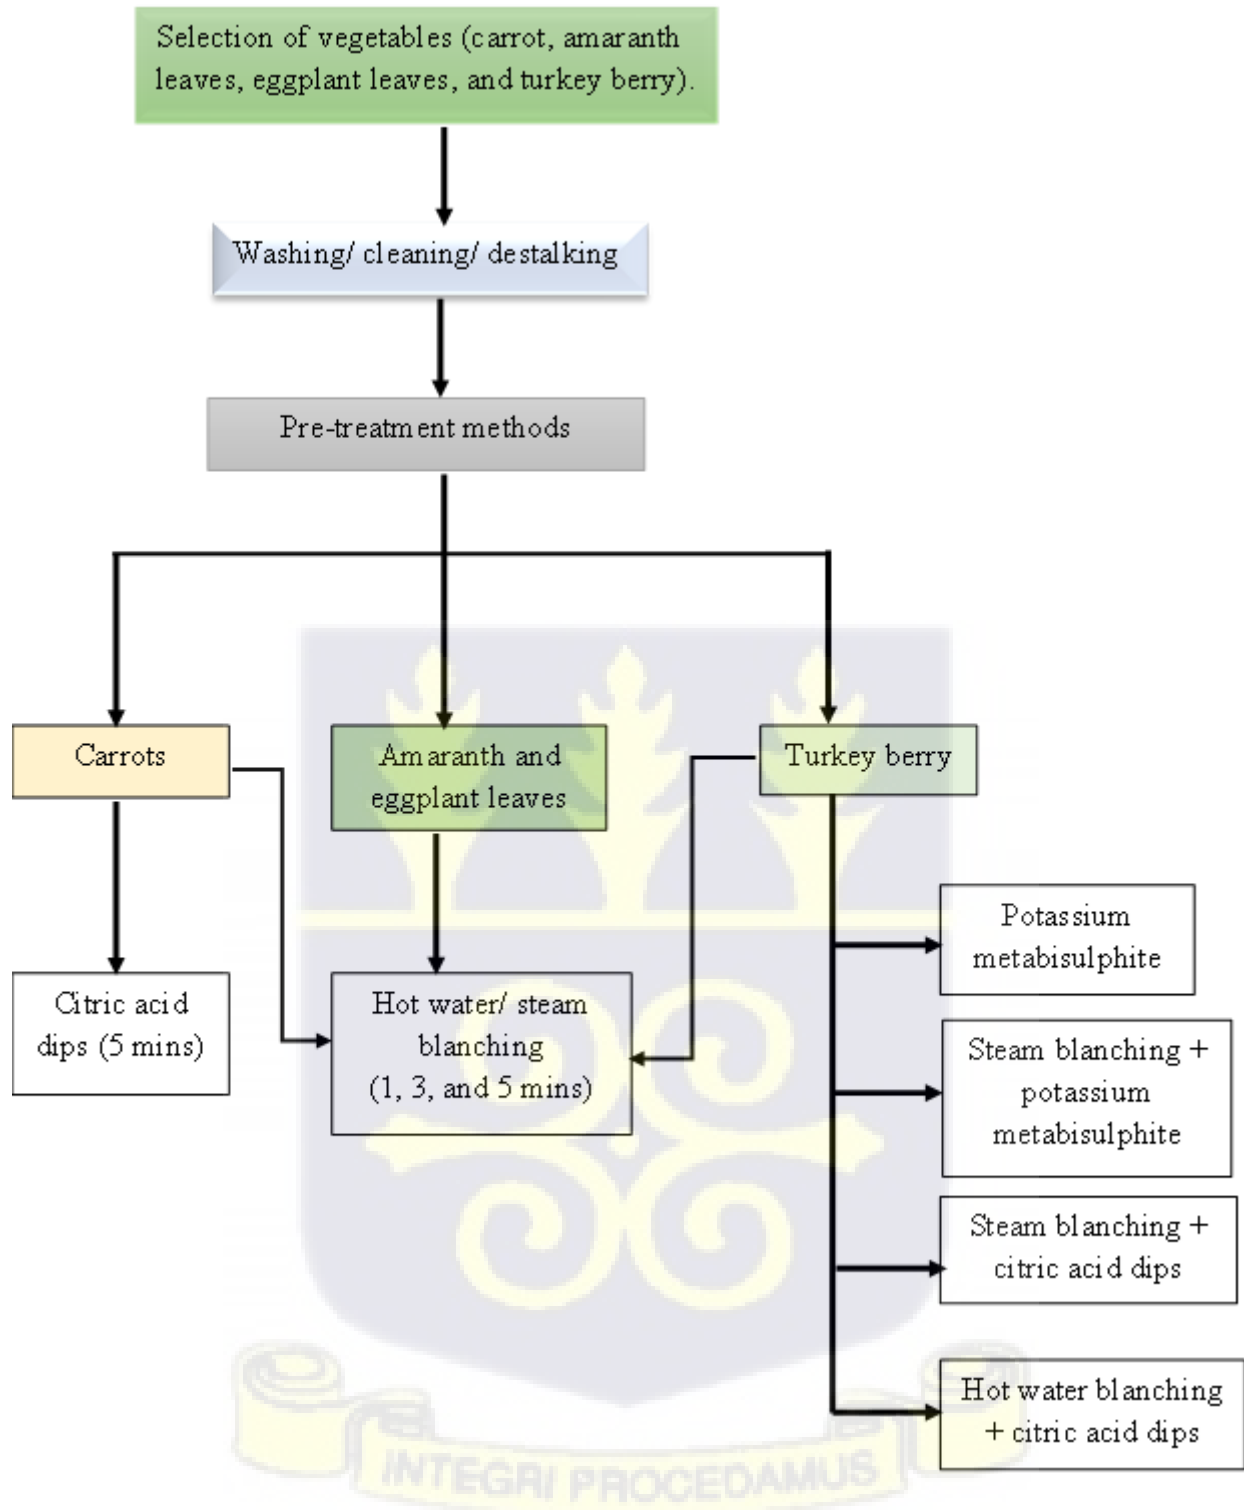 Selection of vegetables (carrot, amaranth
leaves, eggplant leaves, and turkey berry).
Washing/ cleaning/ destalking
Pre-treatment methods
Carrots
Amaranth and
eggplant leaves
Turkey berry
Citric acid
dips (5 mins)
Hot water/ steam
blanching
(1, 3, and 5 mins)
Potassium
metabisulphite
Steam blanching +
potassium
metabisulphite
Steam blanching +
citric acid dips
Hot water blanching
+ citric acid dips
INTEGRI PROCEDAMUS